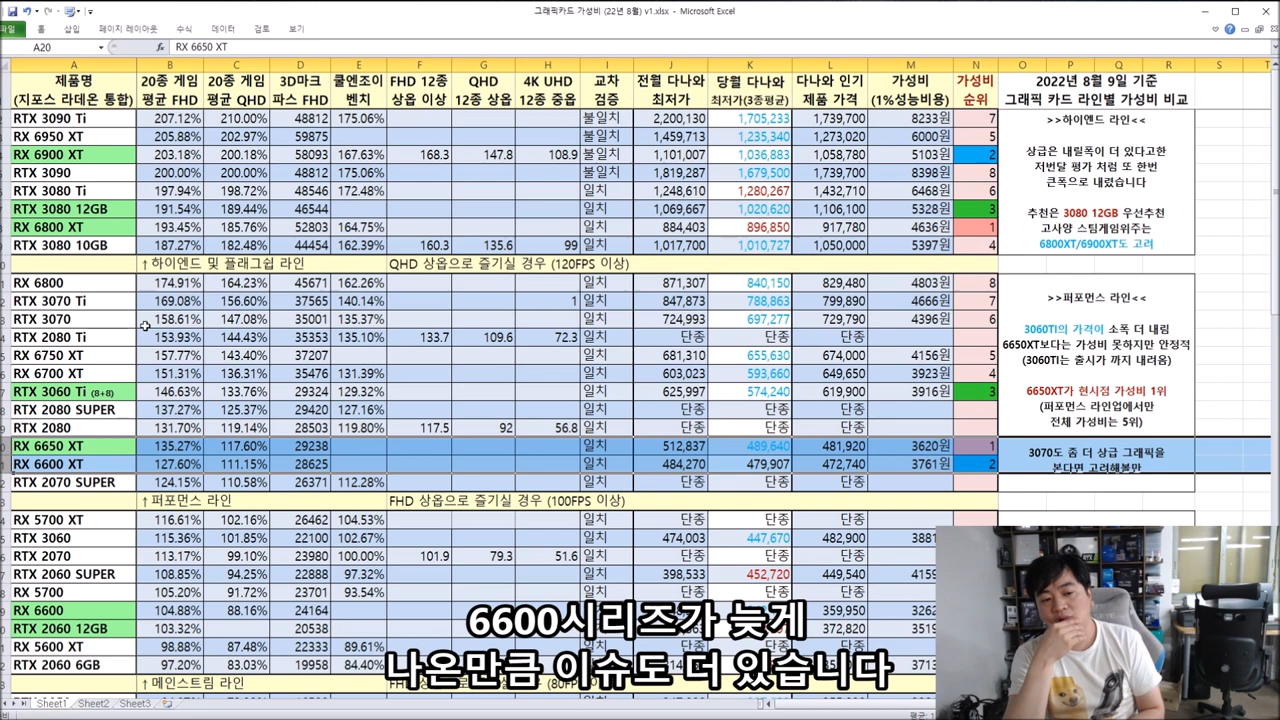 그래픽카드 가성비 (22년 8월) v1.xlsx - Microsoft Excel
파일 홈 삽입 페이지 레이아웃 수식 데이터 검토 보기
A20 fx RX 6650 XT
A B C D E F G H I J K L M N O P Q R S T
제품명 20종 게임 20종 게임 3D마크 쿨엔조이 FHD 12종 QHD 4K UHD 교차 전월 다나와 당월 다나와 다나와 인기 가성비 가성비 2022년 8월 9일 기준
(지포스 라데온 통합) 평균 FHD 평균 QHD 파스 FHD 벤치 상옵 이상 12종 상옵 12종 중옵 검증 최저가 최저가(3종평균) 제품 가격 (1%성능비용) 순위 그래픽 카드 라인별 가성비 비교
RTX 3090 Ti 207.12% 210.00% 48812 175.06% 불일치 2,200,130 1,705,233 1,739,700 8233원 7 >>하이엔드 라인<<
RX 6950 XT 205.88% 202.97% 59875 불일치 1,459,713 1,235,340 1,273,020 6000원 5
RX 6900 XT 203.18% 200.18% 58093 167.63% 168.3 147.8 108.9 불일치 1,101,007 1,036,883 1,058,780 5103원 2 상급은 내릴폭이 더 있다고한
RTX 3090 200.00% 200.00% 48812 175.06% 불일치 1,819,287 1,679,500 8398원 8 저번달 평가 처럼 또 한번
RTX 3080 Ti 197.94% 198.72% 48546 172.48% 일치 1,248,610 1,280,267 1,432,710 6468원 6 큰폭으로 내렸습니다
RTX 3080 12GB 191.54% 189.44% 46544 일치 1,069,667 1,020,620 1,106,100 5328원 3 추천은 3080 12GB 우선추천
RX 6800 XT 193.45% 185.76% 52803 164.75% 일치 884,403 896,850 917,780 4636원 1 고사양 스팀게임위주는
RTX 3080 10GB 187.27% 182.48% 44454 162.39% 160.3 135.6 99 일치 1,017,700 1,010,727 1,050,000 5397원 4 6800XT/6900XT도 고려
↑하이엔드 및 플래그쉽 라인 QHD 상옵으로 즐기실 경우 (120FPS 이상)
RX 6800 174.91% 164.23% 45671 162.26% 일치 871,307 840,150 829,480 4803원 8
RTX 3070 Ti 169.08% 156.60% 37565 140.14% 1 일치 847,873 788,863 799,890 4666원 7 >>퍼포먼스 라인<<
RTX 3070 158.61% 147.08% 35001 135.37% 일치 724,993 697,277 729,790 4396원 6
RTX 2080 Ti 153.93% 144.43% 35353 135.10% 133.7 109.6 72.3 일치 단종 단종 단종 3060TI의 가격이 소폭 더 내림
RX 6750 XT 157.77% 143.40% 37207 일치 681,310 655,630 674,000 4156원 5 6650XT보다는 가성비 못하지만 안정적
RX 6700 XT 151.31% 136.31% 35476 131.39% 일치 603,023 593,660 649,650 3923원 4 (3060TI는 출시가 까지 내려옴)
RTX 3060 Ti (8+8) 146.63% 133.76% 29324 129.32% 일치 625,997 574,240 619,900 3916원 3 6650XT가 현시점 가성비 1위
RTX 2080 SUPER 137.27% 125.37% 29420 127.16% 일치 단종 단종 단종 (퍼포먼스 라인업에서만
RTX 2080 131.70% 119.14% 28503 119.80% 117.5 92 56.8 일치 단종 단종 단종 전체 가성비는 5위)
RX 6650 XT 135.27% 117.60% 29238 일치 512,837 489,640 481,920 3620원 1 3070도 줌 더 상급 그래픽을
RX 6600 XT 127.60% 111.15% 28625 일치 484,270 479,907 472,740 3761원 2 본다면 고려해볼만
RTX 2070 SUPER 124.15% 110.58% 26371 112.28% 일치 단종 단종 단종
↑퍼포먼스 라인 FHD 상옵으로 즐기실 경우 (100FPS 이상)
RX 5700 XT 116.61% 102.16% 26462 104.53% 일치 단종 단종 단종
RTX 3060 115.36% 101.85% 22100 102.67% 일치 474,003 447,670 482,900 3881
RTX 2070 113.17% 99.10% 23980 100.00% 101.9 79.3 51.6 일치 단종 단종 단종
RTX 2060 SUPER 108.85% 94.25% 22888 97.32% 일치 398,533 452,720 449,540 4159
RX 5700 105.20% 91.72% 23701 93.54% 일치 단종 단종 단종
RX 6600 104.88% 88.16% 24164 359,950 3262
RTX 2060 12GB 103.32% 20538 372,820 3519
RX 5600 XT 98.88% 87.48% 22333 89.61% 단종
RTX 2060 6GB 97.20% 83.03% 19958 84.40% 3713
↑메인스트림 라인
6600시리즈가 늦게
나온만큼 이슈도 더 있습니다
Sheet1 Sheet2 Sheet3